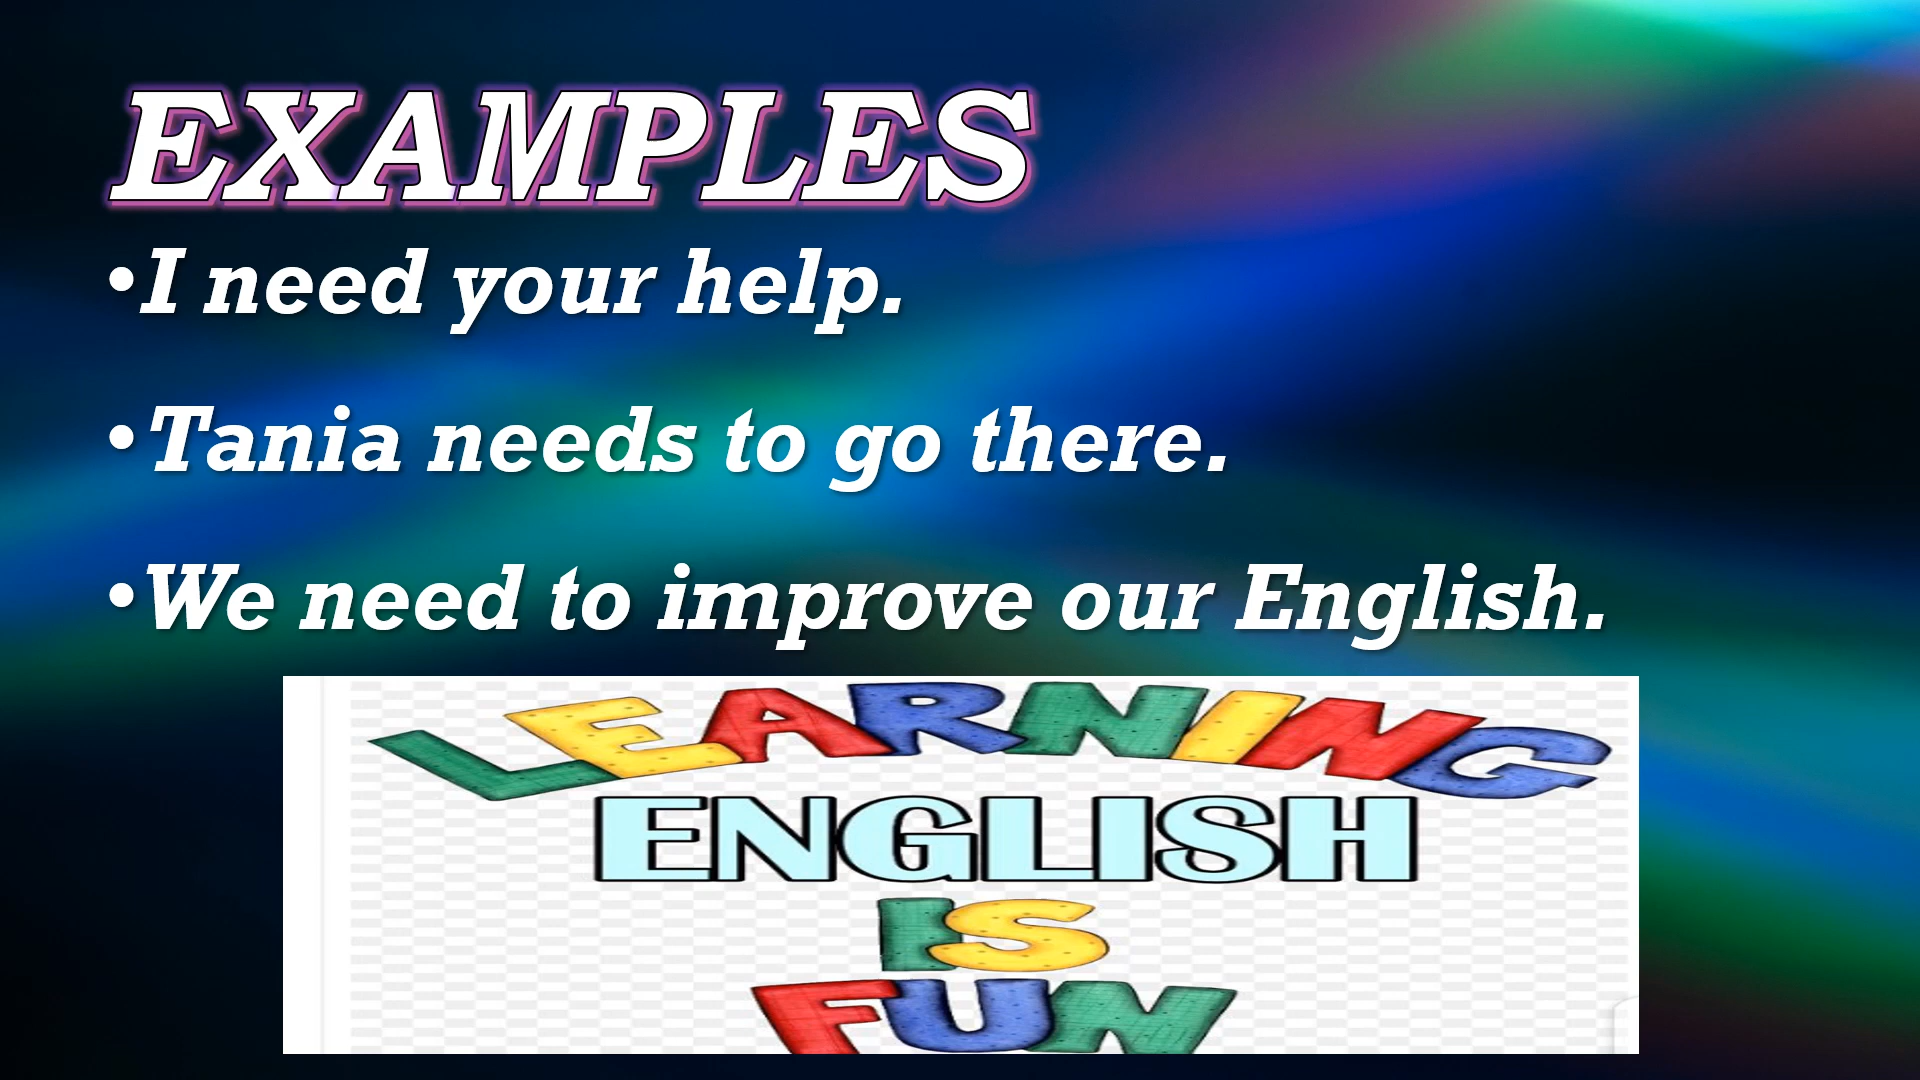 EXAMPLES
•I need your help.
•Tania needs to go there.
•We need to improve our English.
LEARNING
ENGLISH
IS
FUN